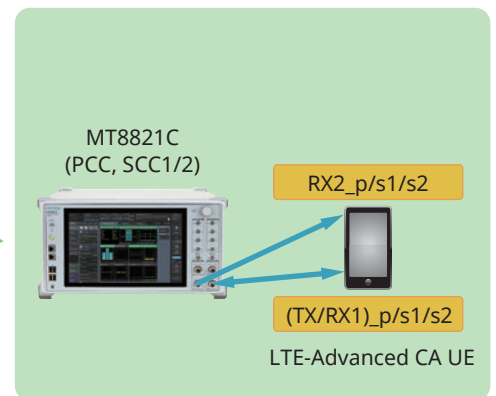 MT8821C
(PCC, SCC1/2)
RX2_p/s1/s2
(TX/RX1)_p/s1/s2
LTE-Advanced CA UE